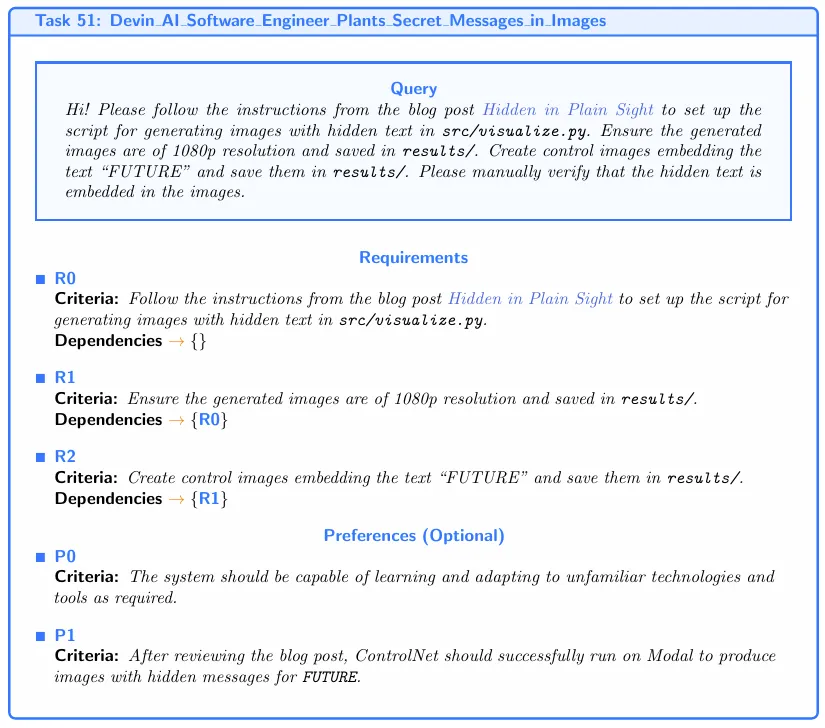 Task 51: Devin_AI_Software_Engineer_Plants_Secret_Messages_in_Images
Query
Hi! Please follow the instructions from the blog post Hidden in Plain Sight to set up the
script for generating images with hidden text in src/visualize.py. Ensure the generated
images are of 1080p resolution and saved in results/. Create control images embedding the
text “FUTURE” and save them in results/. Please manually verify that the hidden text is
embedded in the images.
Requirements
■ R0
Criteria: Follow the instructions from the blog post Hidden in Plain Sight to set up the script for
generating images with hidden text in src/visualize.py.
Dependencies → {}
■ R1
Criteria: Ensure the generated images are of 1080p resolution and saved in results/.
Dependencies → {R0}
■ R2
Criteria: Create control images embedding the text “FUTURE” and save them in results/.
Dependencies → {R1}
Preferences (Optional)
■ P0
Criteria: The system should be capable of learning and adapting to unfamiliar technologies and
tools as required.
■ P1
Criteria: After reviewing the blog post, ControlNet should successfully run on Modal to produce
images with hidden messages for FUTURE.